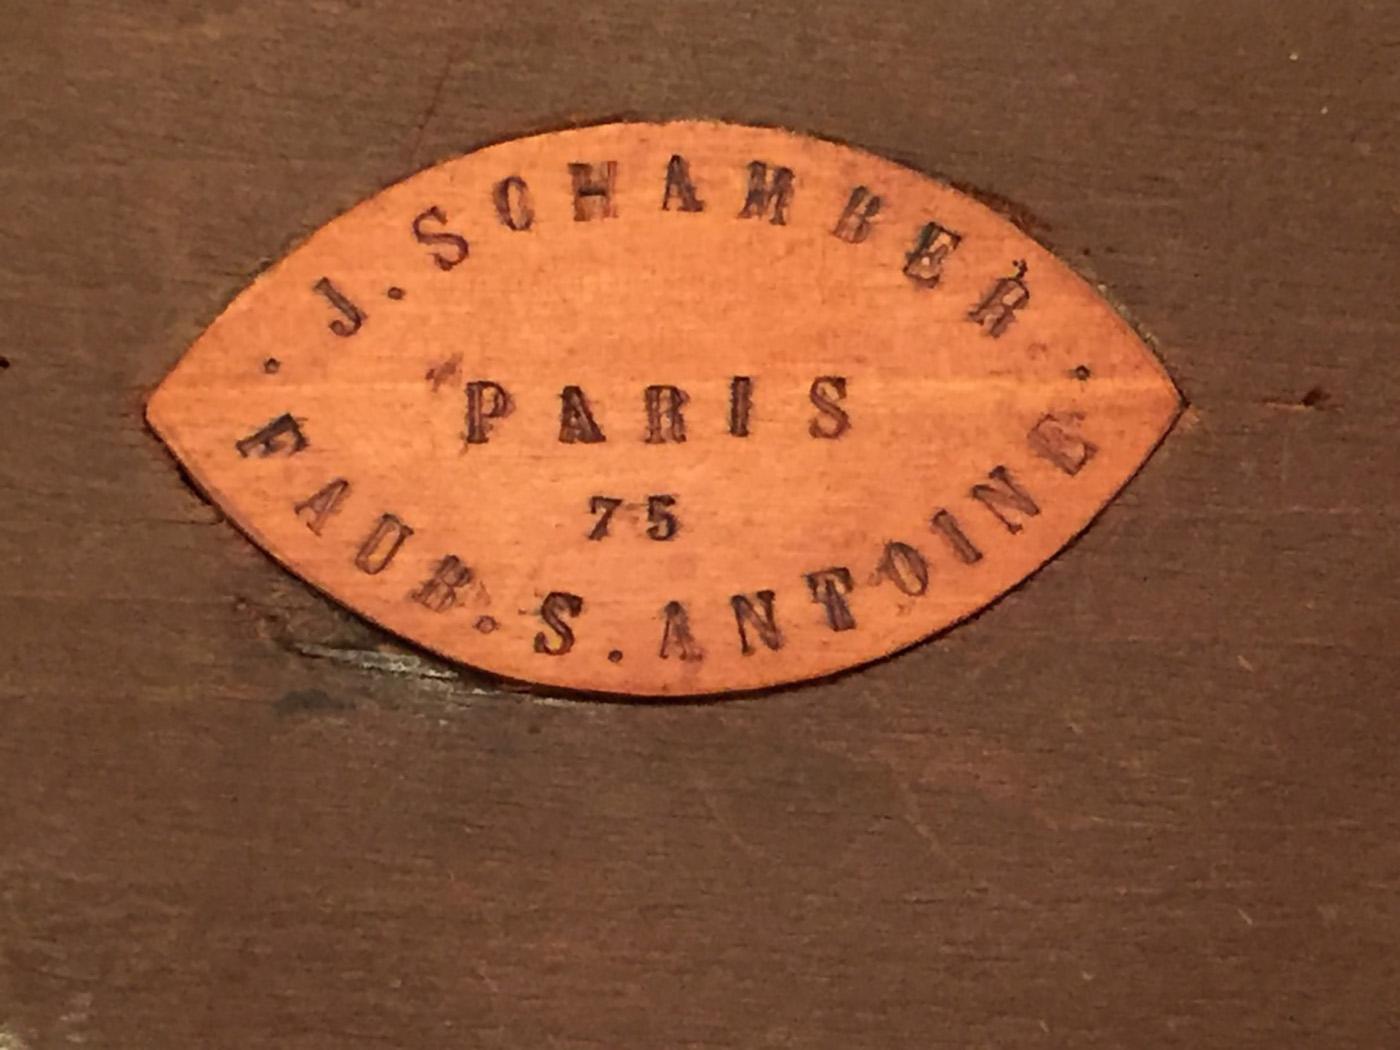 J. SCHAMBER
PARIS
75
FAUB. S. ANTOINE